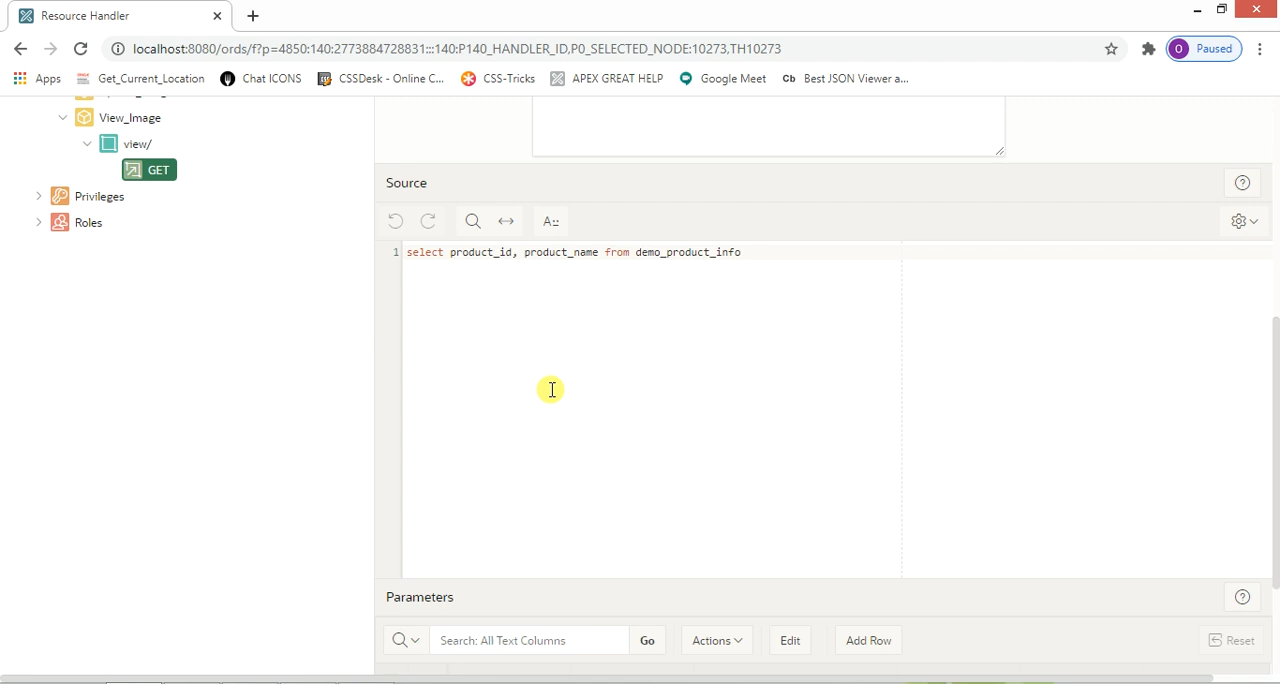 Resource Handler
localhost:8080/ords/f?p=4850:140:2773884728831:::140:P140_HANDLER_ID,P0_SELECTED_NODE:10273,TH10273
O Paused
Apps Get_Current_Location Chat ICONS CSSDesk - Online C... CSS-Tricks APEX GREAT HELP Google Meet Cb Best JSON Viewer a...
View_Image
view/
GET
Privileges
Roles
Source
1 select product_id, product_name from demo_product_info
Parameters
Search: All Text Columns Go Actions Edit Add Row Reset